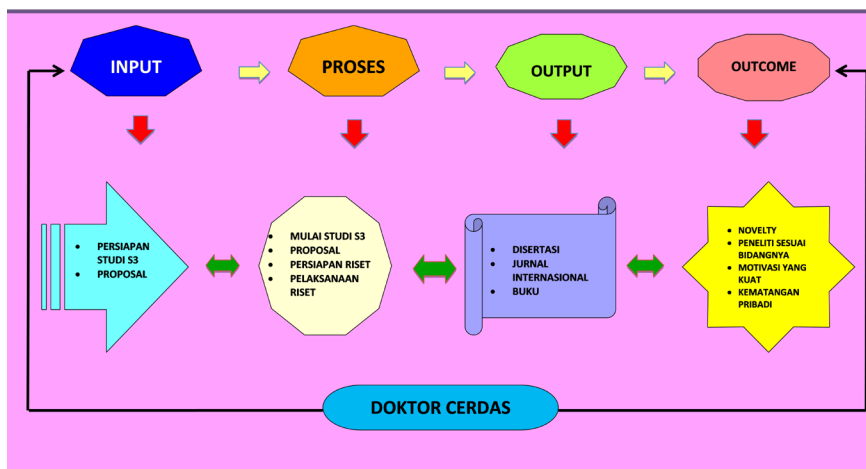 INPUT
PROSES
OUTPUT
OUTCOME
• PERSIAPAN
STUDI S3
• PROPOSAL
• MULAI STUDI S3
• PROPOSAL
• PERSIAPAN RISET
• PELAKSANAAN
RISET
• DISERTASI
• JURNAL
INTERNASIONAL
• BUKU
• NOVELTY
• PENELITI SESUAI
BIDANGNYA
• MOTIVASI YANG
KUAT
• KEMATANGAN
PRIBADI
DOKTOR CERDAS